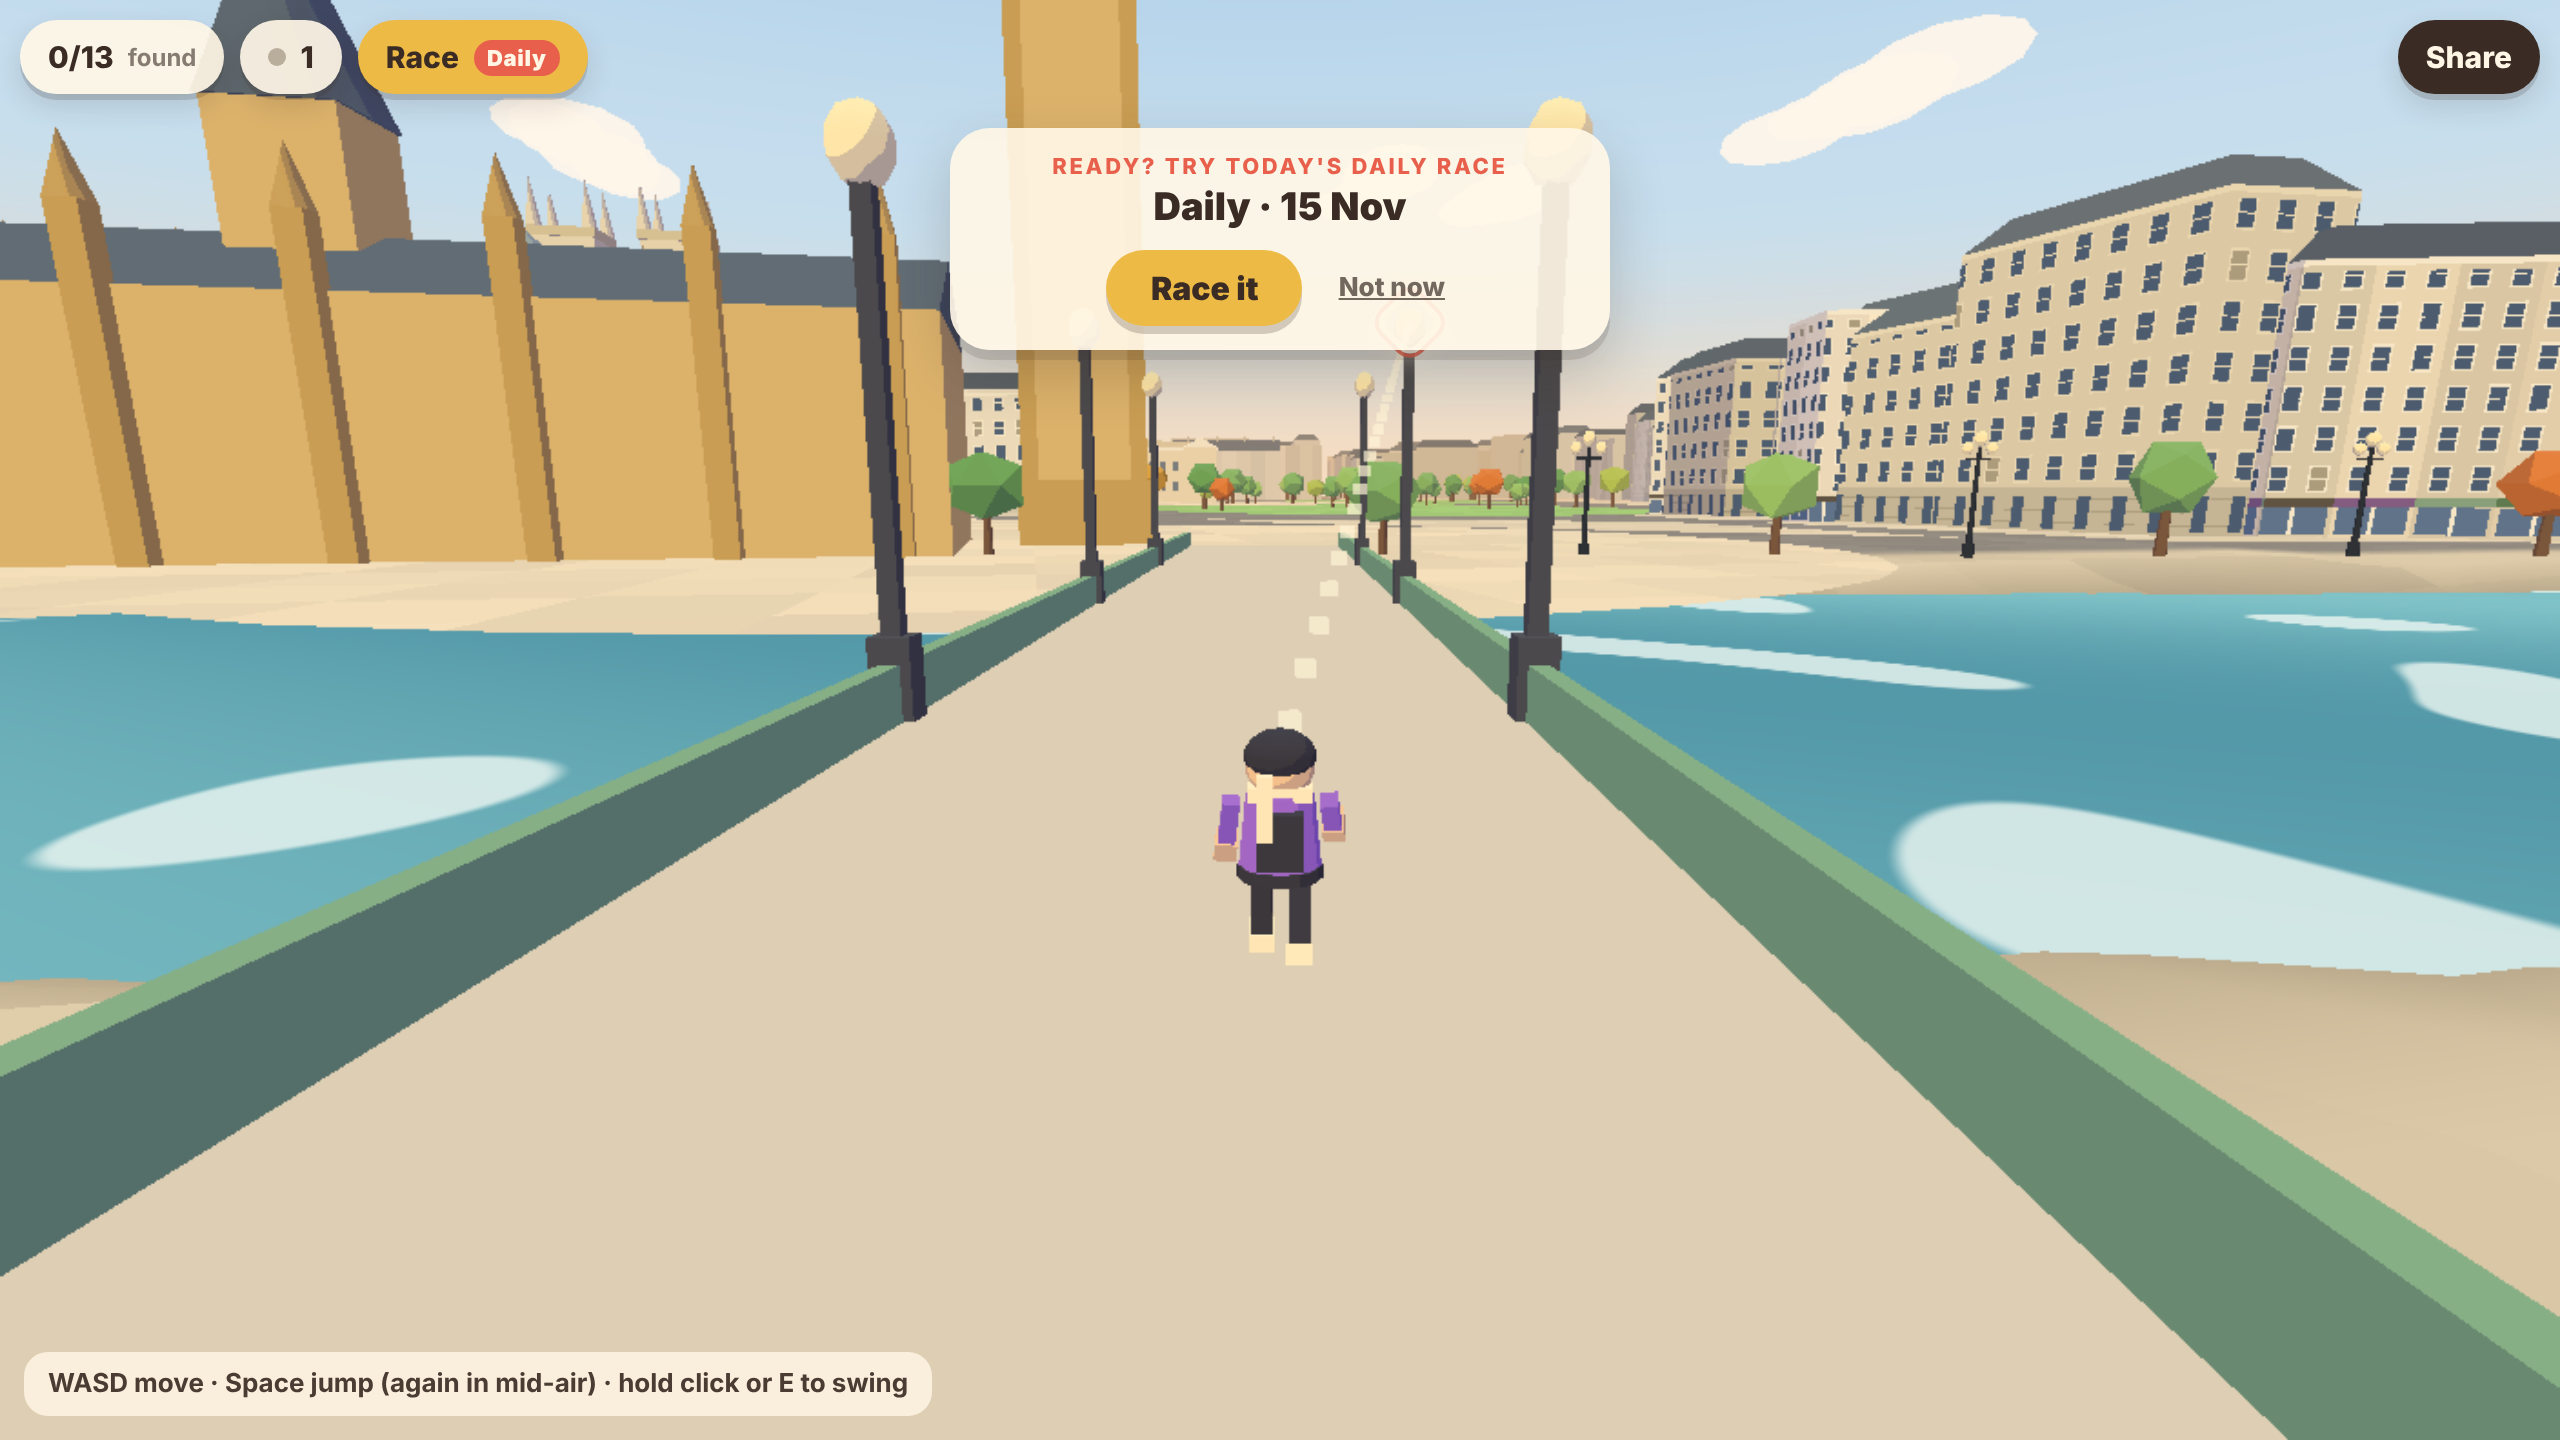 0/13 found
1
Race Daily
Share
READY? TRY TODAY'S DAILY RACE
Daily · 15 Nov
Race it
Not now
WASD move · Space jump (again in mid-air) · hold click or E to swing